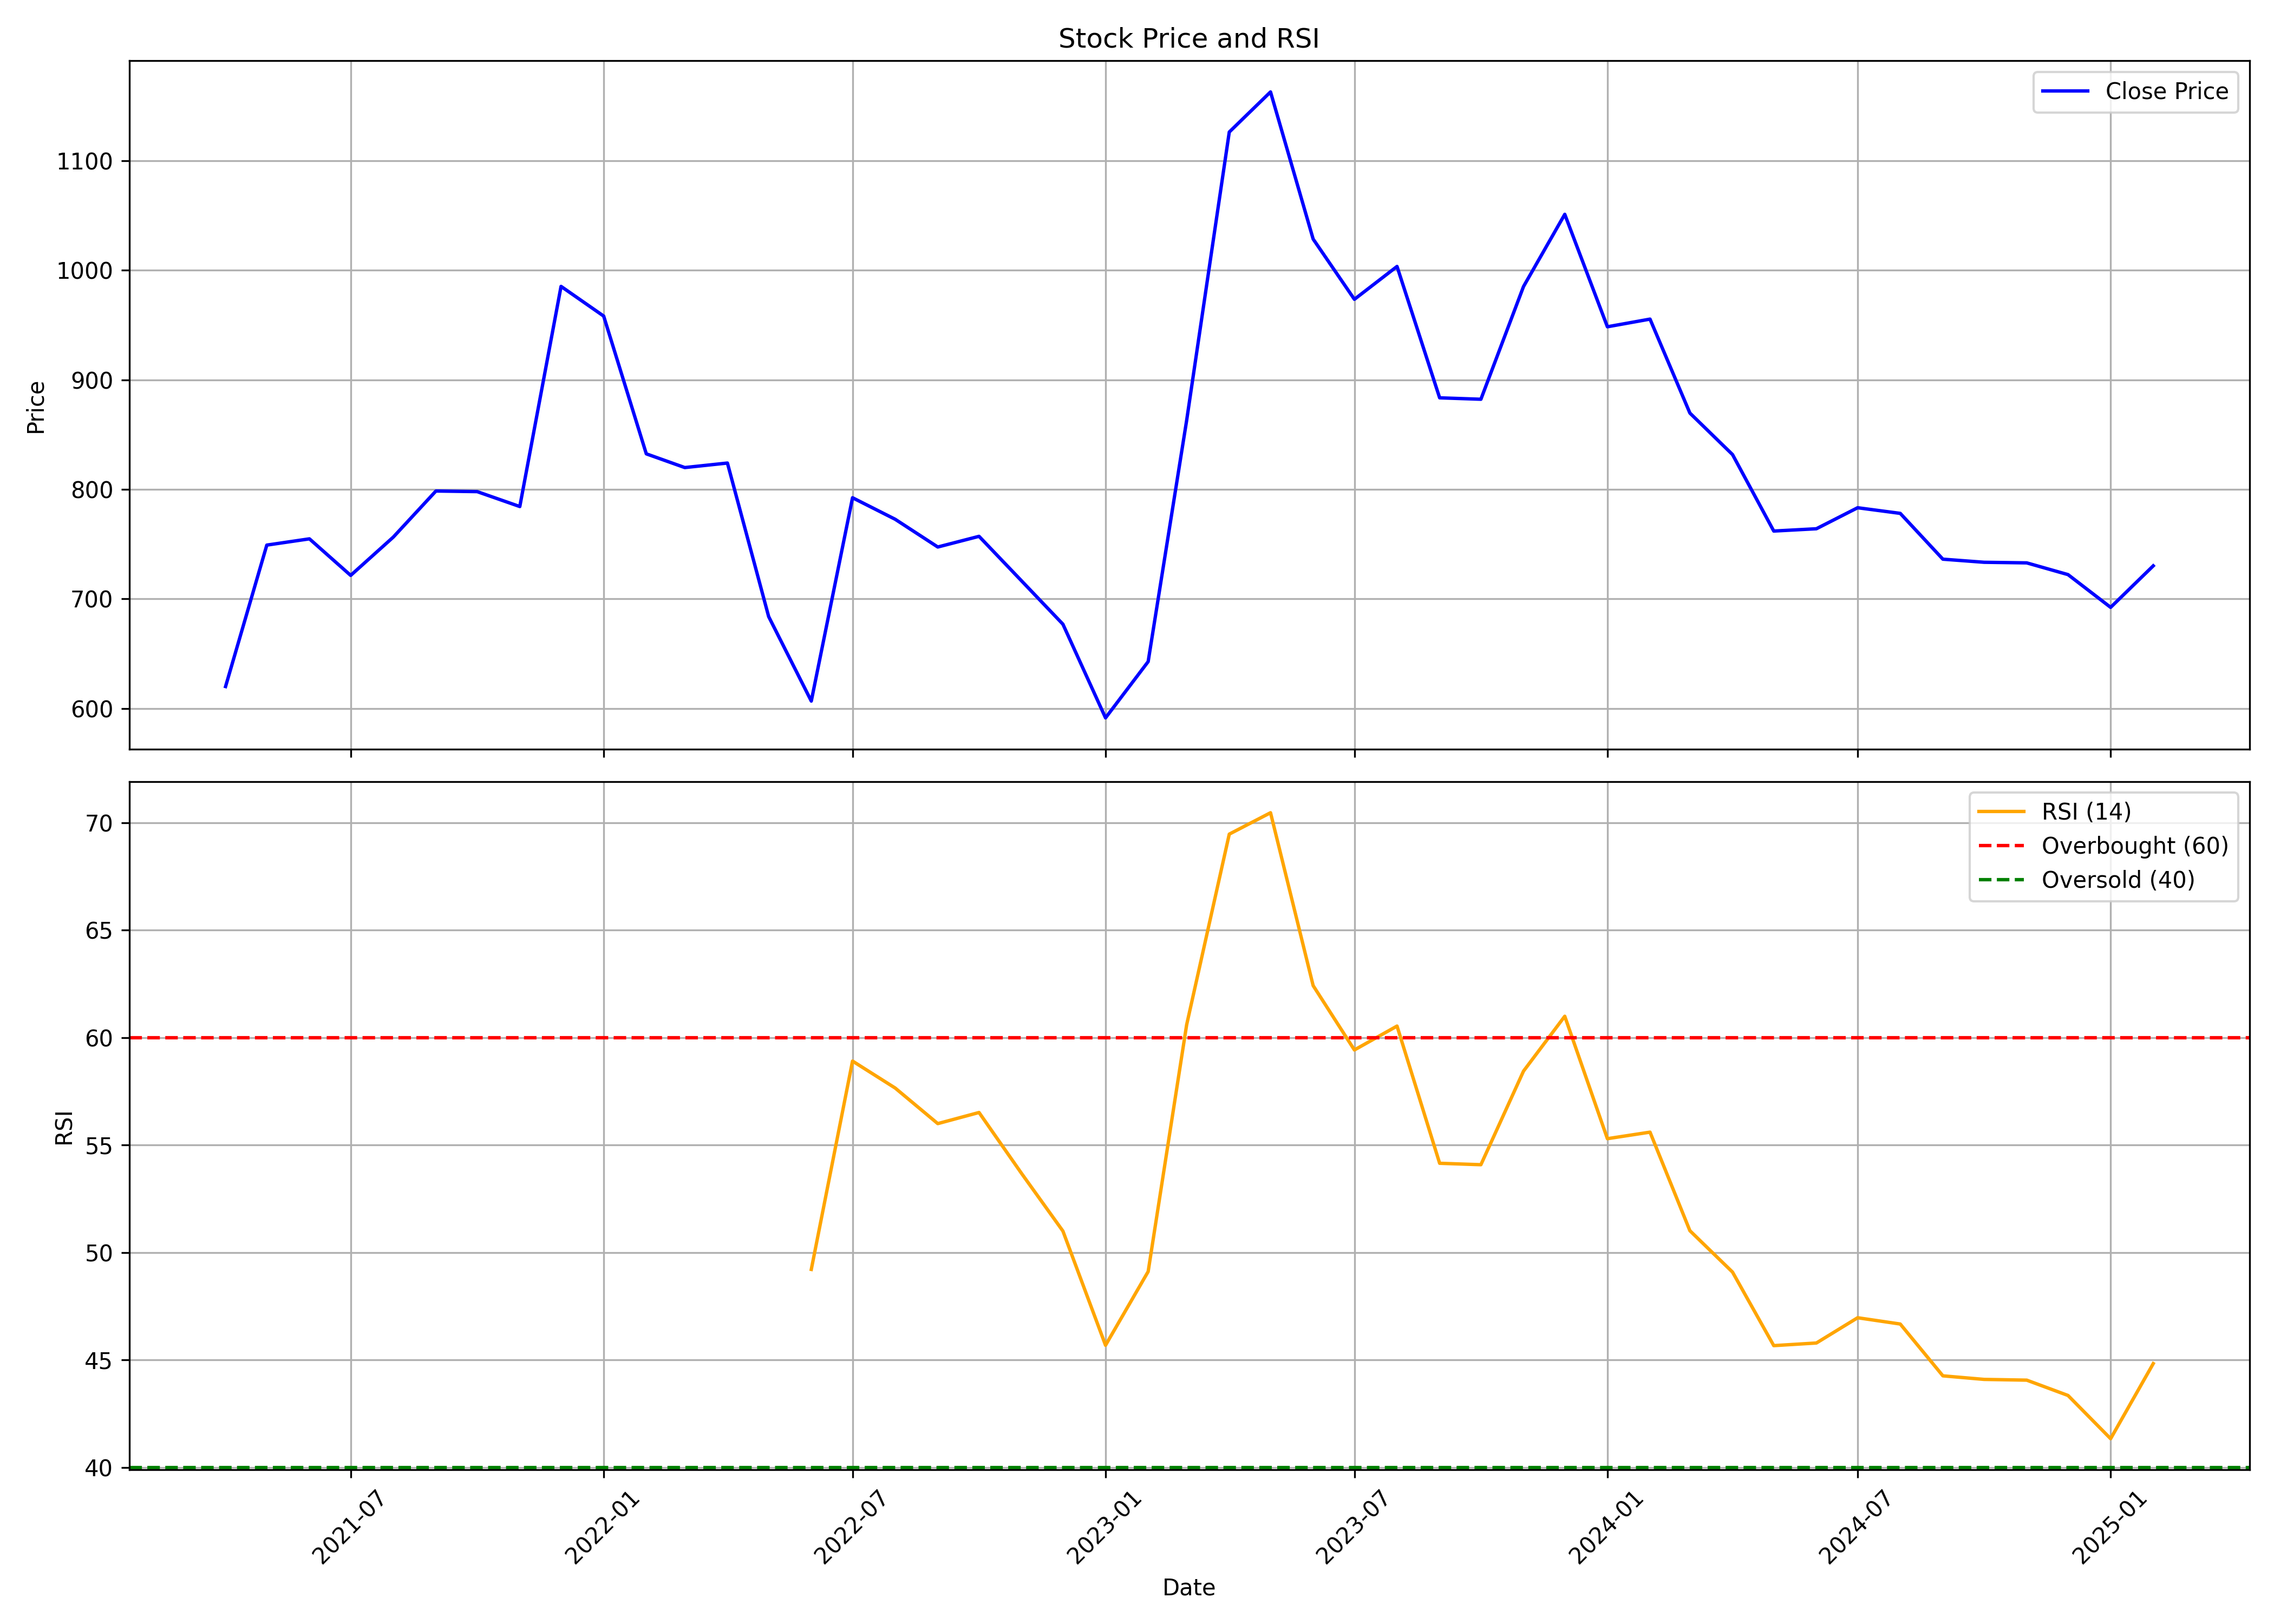 Stock Price and RSI
Close Price
Price
1100
1000
900
800
700
600
RSI (14)
Overbought (60)
Oversold (40)
RSI
70
65
60
55
50
45
40
2021-07
2022-01
2022-07
2023-01
2023-07
2024-01
2024-07
2025-01
Date